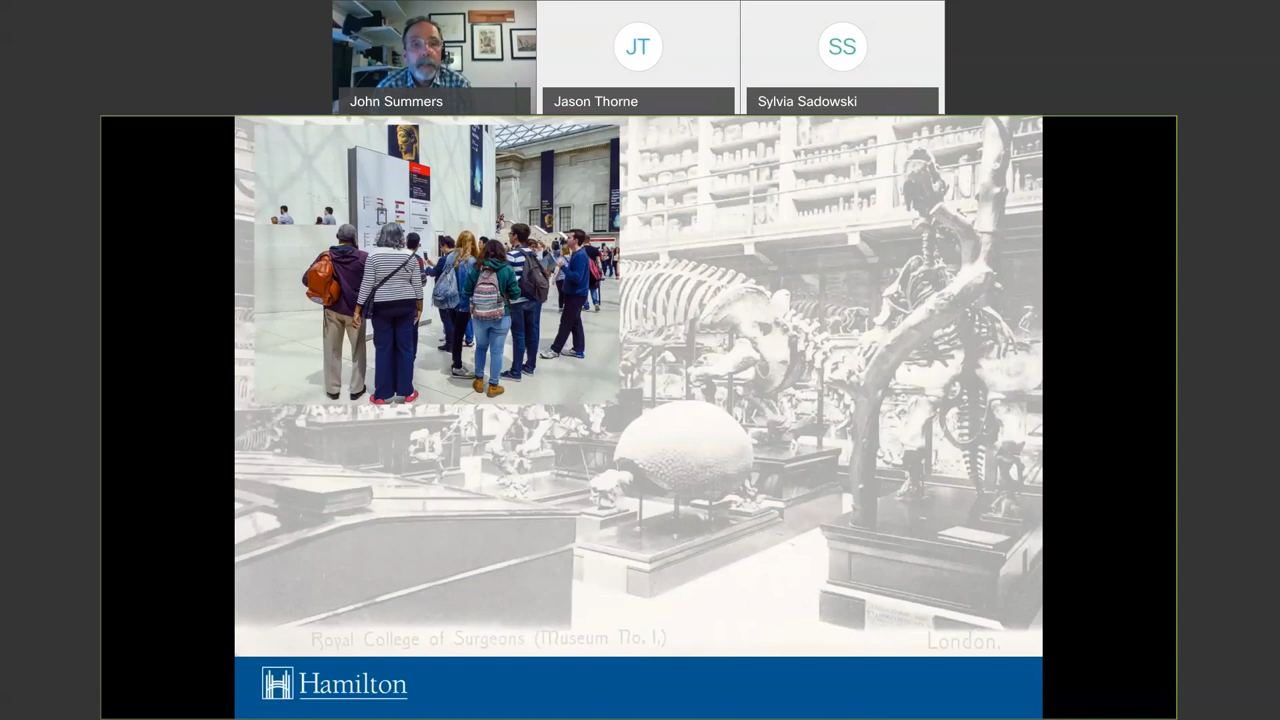 JT
SS
John Summers
Jason Thorne
Sylvia Sadowski
Royal College of Surgeons (Museum No. 1,)
London.
Hamilton